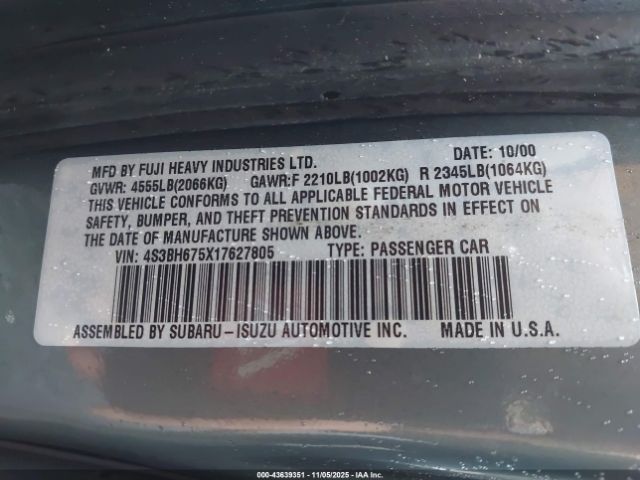 DATE: 10/00
MFD BY FUJI HEAVY INDUSTRIES LTD.
GVWR: 4555LB(2066KG) GAWR:F 2210LB(1002KG) R 2345LB(1064KG)
THIS VEHICLE CONFORMS TO ALL APPLICABLE FEDERAL MOTOR VEHICLE
SAFETY, BUMPER, AND THEFT PREVENTION STANDARDS IN EFFECT ON
THE DATE OF MANUFACTURE SHOWN ABOVE.
VIN: 4S3BH675X17627805 TYPE: PASSENGER CAR
ASSEMBLED BY SUBARU-ISUZU AUTOMOTIVE INC. MADE IN U.S.A.
000-43639351 - 11/05/2025 - IAA Inc.